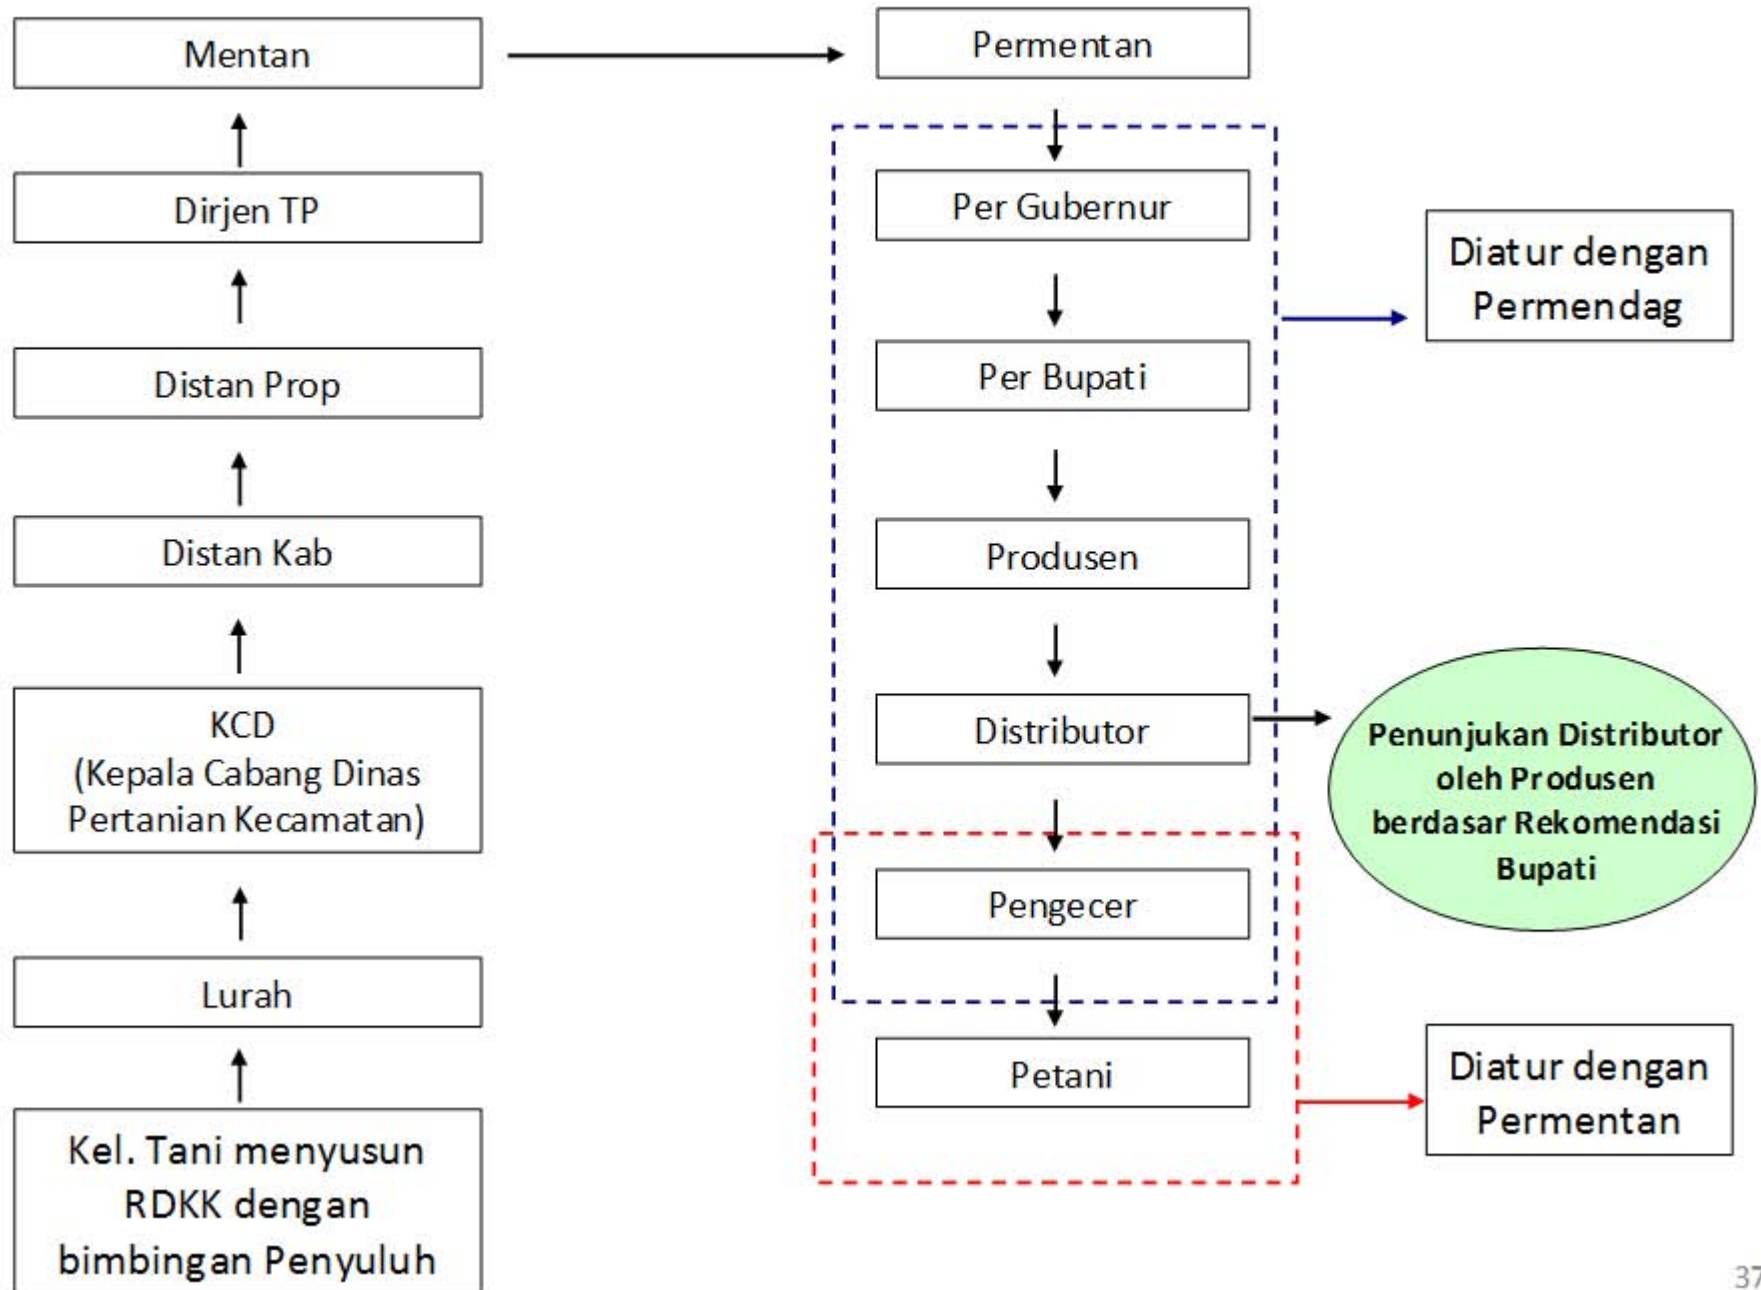 Mentan
Dirjen TP
Distan Prop
Distan Kab
KCD
(Kepala Cabang Dinas
Pertanian Kecamatan)
Lurah
Kel. Tani menyusun
RDKK dengan
bimbingan Penyuluh
Permentan
Per Gubernur
Per Bupati
Produsen
Distributor
Pengecer
Petani
Diatur dengan
Permendag
Penunjukan Distributor
oleh Produsen
berdasar Rekomendasi
Bupati
Diatur dengan
Permentan
37